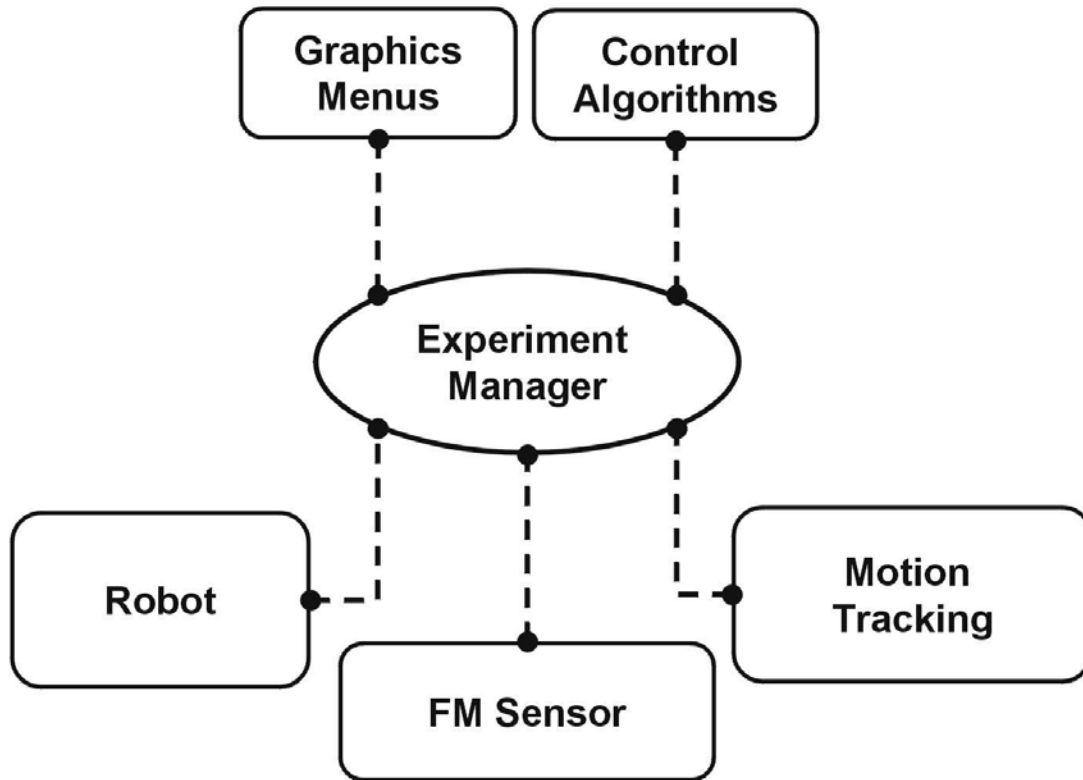 Graphics
Menus
Control
Algorithms
Experiment
Manager
Robot
Motion
Tracking
FM Sensor